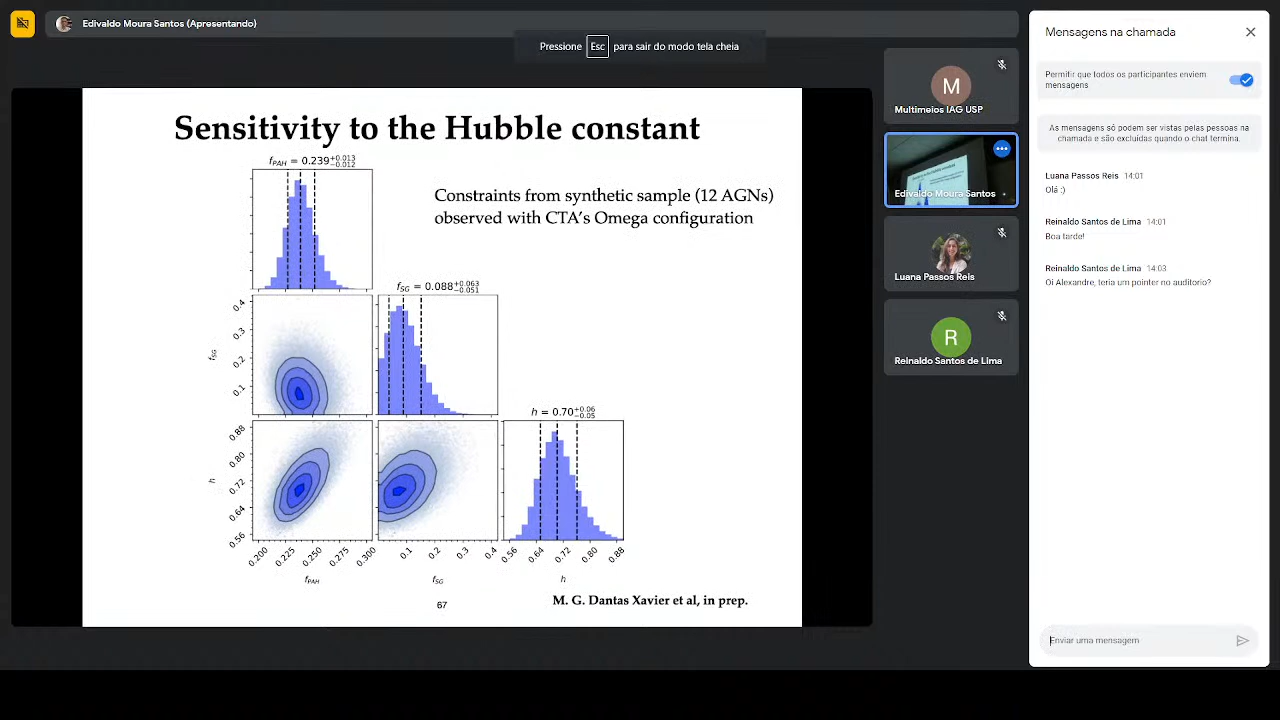 Edivaldo Moura Santos (Apresentando)
Pressione Esc para sair do modo tela cheia
Sensitivity to the Hubble constant
Constraints from synthetic sample (12 AGNs)
observed with CTA's Omega configuration
f_PAH = 0.239+0.013 −0.012
f_SG = 0.088+0.063 −0.051
h = 0.70+0.06 −0.05
f_SG
0.4
0.3
0.2
0.1
h
0.88
0.80
0.72
0.64
0.56
0.200 0.225 0.250 0.275 0.300
f_PAH
0.1 0.2 0.3 0.4
f_SG
0.56 0.64 0.72 0.80 0.88
h
67
M. G. Dantas Xavier et al, in prep.
M
Multimeios IAG USP
Edivaldo Moura Santos
Luana Passos Reis
R
Reinaldo Santos de Lima
Mensagens na chamada
Permitir que todos os participantes enviem
mensagens
As mensagens só podem ser vistas pelas pessoas na
chamada e são excluídas quando o chat termina.
Luana Passos Reis 14:01
Olá :)
Reinaldo Santos de Lima 14:01
Boa tarde!
Reinaldo Santos de Lima 14:03
Oi Alexandre, teria um pointer no auditorio?
Enviar uma mensagem